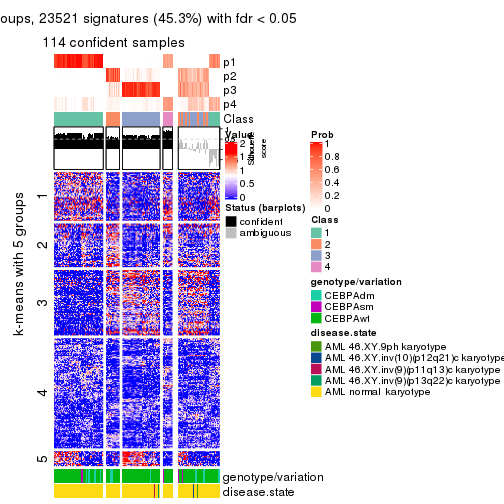 oups, 23521 signatures (45.3%) with fdr < 0.05
114 confident samples
p1
p2
p3
p4
Class
Value
2
1
0.5
0
Silhouette
score
1
Status (barplots)
confident
ambiguous
Prob
1
0.8
0.6
0.4
0.2
0
Class
1
2
3
4
genotype/variation
CEBPAdm
CEBPAsm
CEBPAwt
disease.state
AML 46.XY.9ph karyotype
AML 46.XY.inv(10)(p12q21)c karyotype
AML 46.XY.inv(9)(p11q13)c karyotype
AML 46.XY.inv(9)(p13q22)c karyotype
AML normal karyotype
k-means with 5 groups
1
2
3
4
5
genotype/variation
disease.state